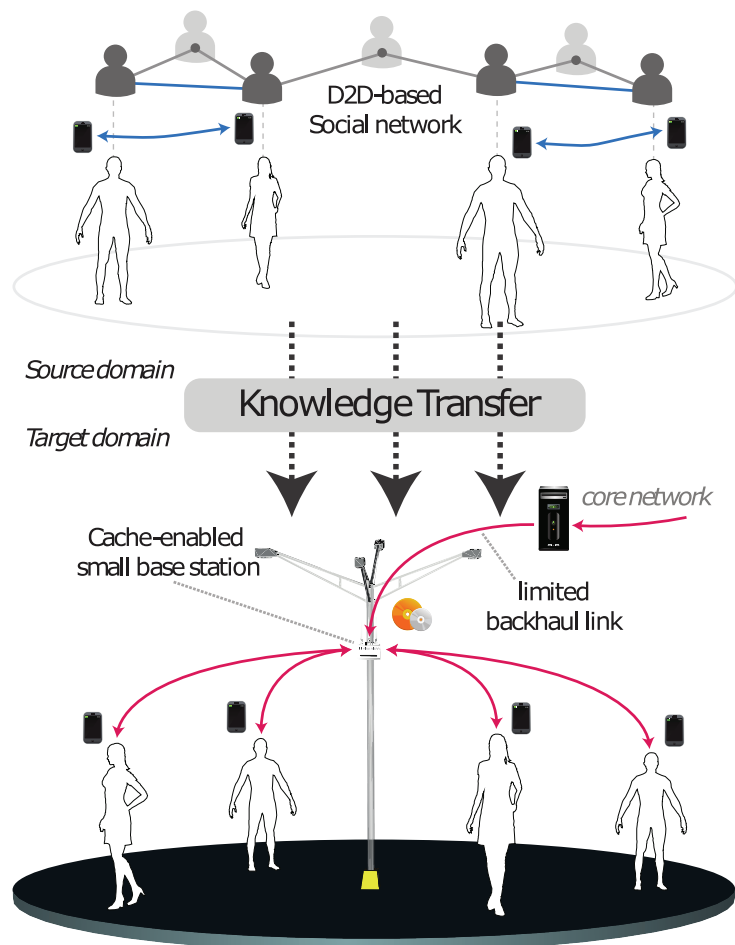 D2D-based
Social network
Source domain
Knowledge Transfer
Target domain
core network
Cache-enabled
small base station
limited
backhaul link